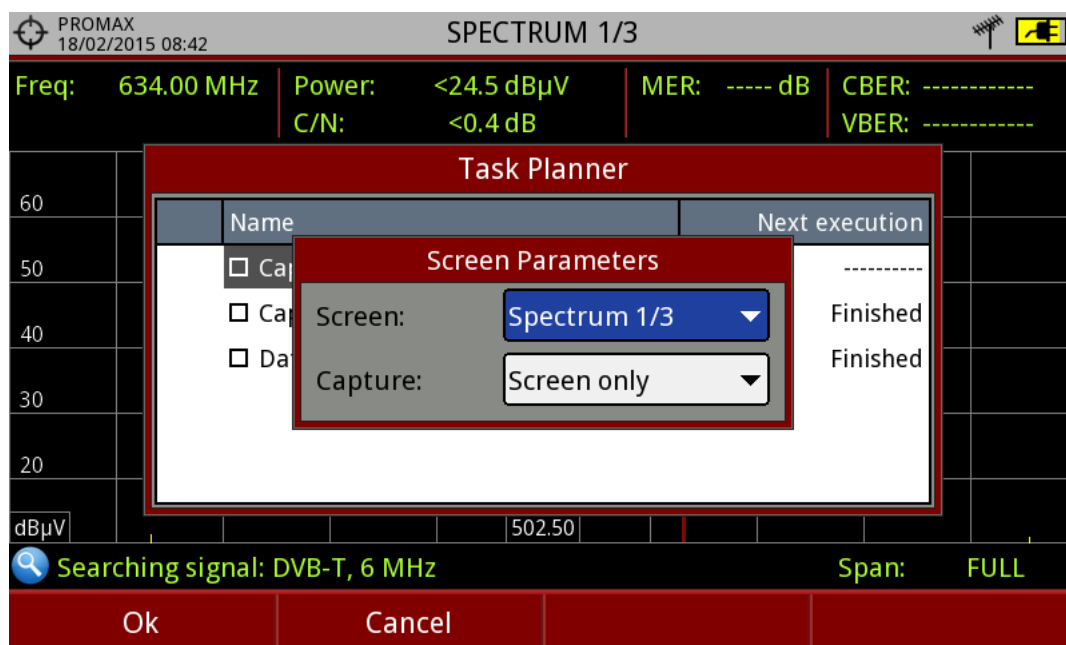 PROMAX
18/02/2015 08:42
SPECTRUM 1/3
Freq: 634.00 MHz
Power: <24.5 dBµV
MER: ----- dB
CBER: ------------
C/N: <0.4 dB
VBER: ------------
Task Planner
Name
Next execution
Screen Parameters
Screen: Spectrum 1/3
Capture: Screen only
----------
Finished
Finished
60
50
40
30
20
dBµV
502.50
Searching signal: DVB-T, 6 MHz
Span: FULL
Ok
Cancel